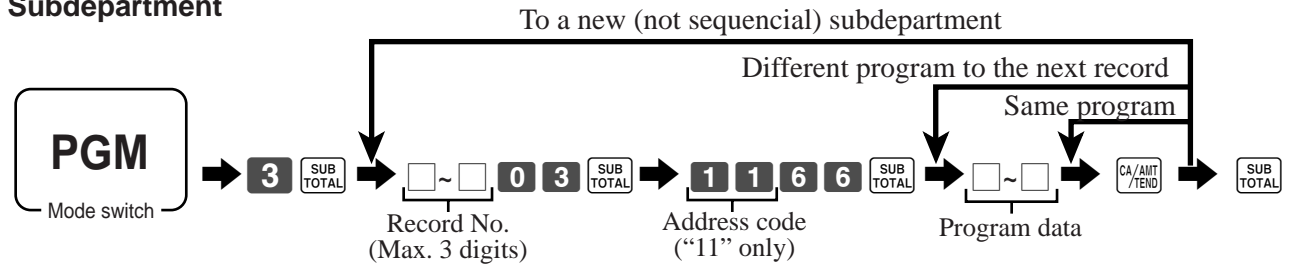 Subdepartment
To a new (not sequencial) subdepartment
Different program to the next record
Same program
PGM
Mode switch
3 SUB TOTAL ~ 0 3 SUB TOTAL 1 1 6 6 SUB TOTAL ~ CA/AMT /TEND SUB TOTAL
Record No.
(Max. 3 digits)
Address code
(“11” only)
Program data